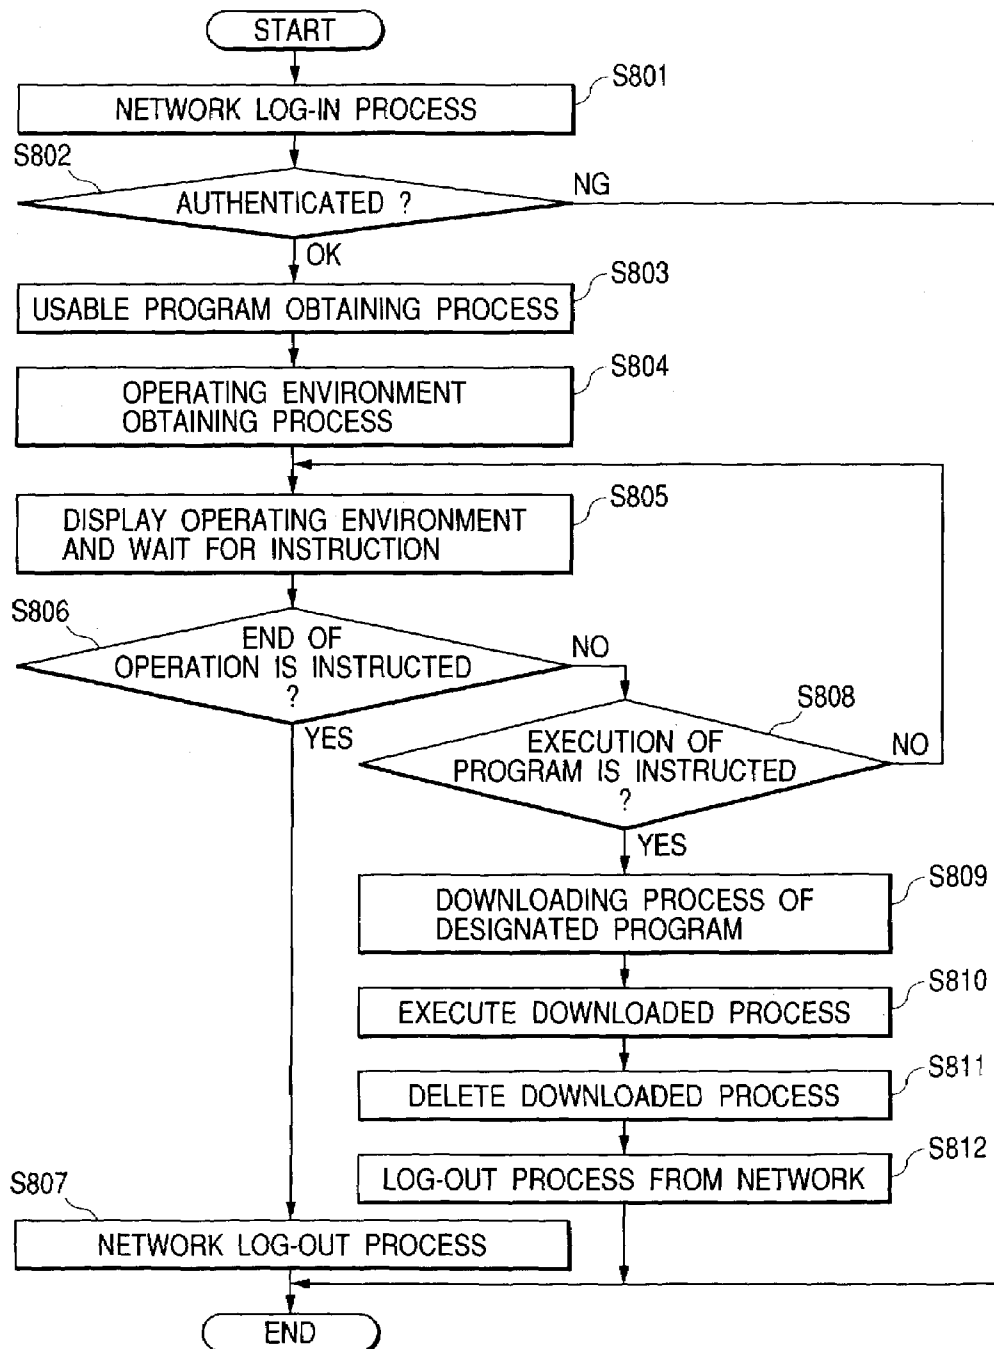 START
S801
NETWORK LOG-IN PROCESS
S802
AUTHENTICATED ?
NG
OK
S803
USABLE PROGRAM OBTAINING PROCESS
S804
OPERATING ENVIRONMENT
OBTAINING PROCESS
S805
DISPLAY OPERATING ENVIRONMENT
AND WAIT FOR INSTRUCTION
S806
END OF
OPERATION IS INSTRUCTED
?
NO
YES
S808
EXECUTION OF
PROGRAM IS INSTRUCTED
?
NO
YES
S809
DOWNLOADING PROCESS OF
DESIGNATED PROGRAM
S810
EXECUTE DOWNLOADED PROCESS
S811
DELETE DOWNLOADED PROCESS
S812
LOG-OUT PROCESS FROM NETWORK
S807
NETWORK LOG-OUT PROCESS
END